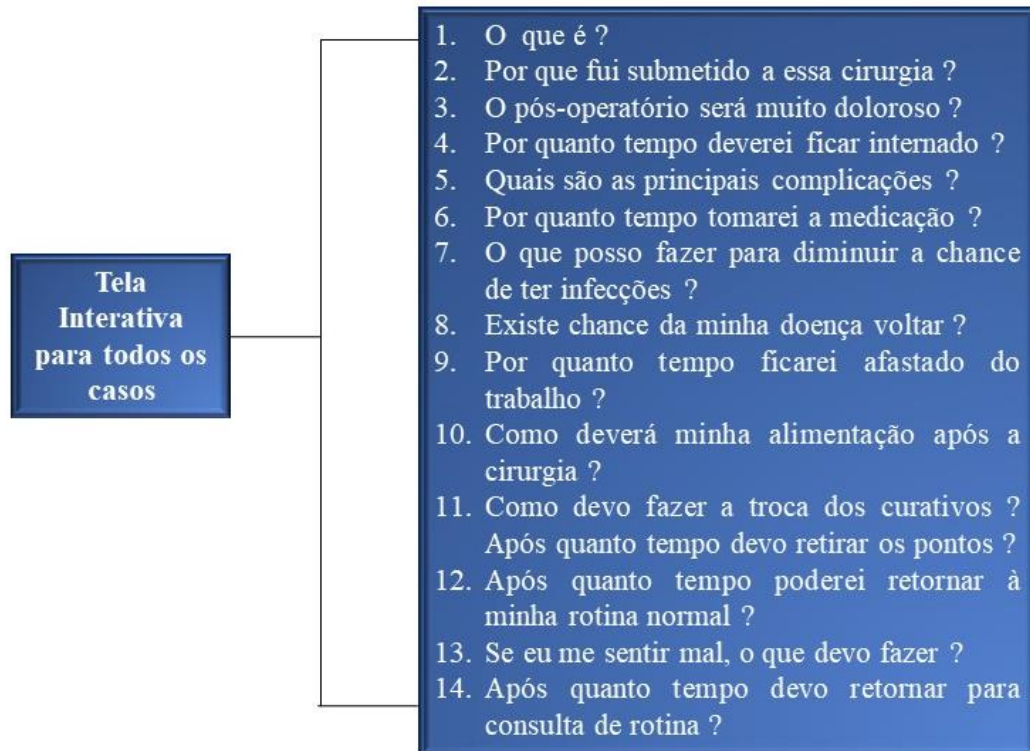 Tela
Interativa
para todos os
casos
1. O que é ?
2. Por que fui submetido a essa cirurgia ?
3. O pós-operatório será muito doloroso ?
4. Por quanto tempo deverei ficar internado ?
5. Quais são as principais complicações ?
6. Por quanto tempo tomarei a medicação ?
7. O que posso fazer para diminuir a chance
de ter infecções ?
8. Existe chance da minha doença voltar ?
9. Por quanto tempo ficarei afastado do
trabalho ?
10. Como deverá minha alimentação após a
cirurgia ?
11. Como devo fazer a troca dos curativos ?
Após quanto tempo devo retirar os pontos ?
12. Após quanto tempo poderei retornar à
minha rotina normal ?
13. Se eu me sentir mal, o que devo fazer ?
14. Após quanto tempo devo retornar para
consulta de rotina ?